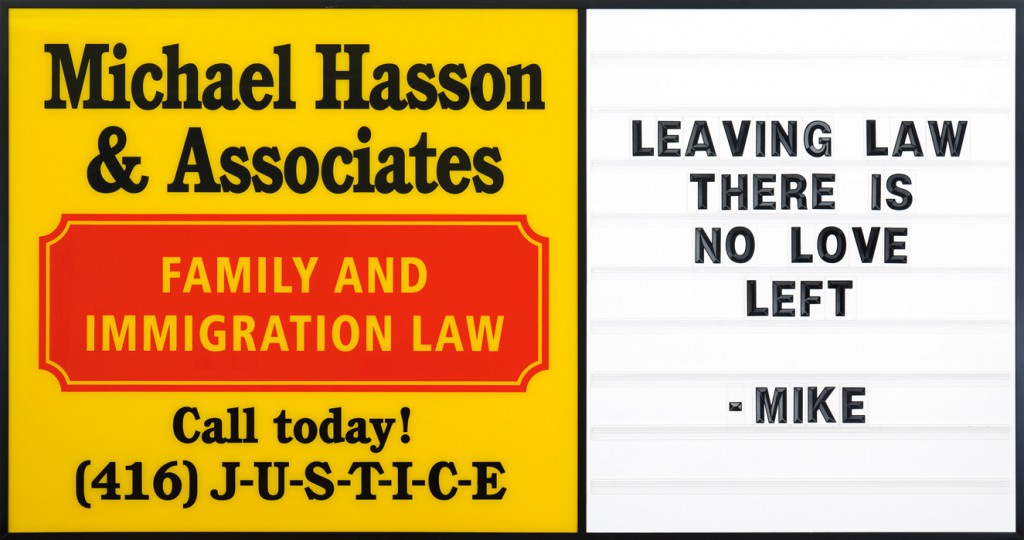 Michael Hasson
& Associates
FAMILY AND
IMMIGRATION LAW
Call today!
(416) J-U-S-T-I-C-E
LEAVING LAW
THERE IS
NO LOVE
LEFT
-MIKE